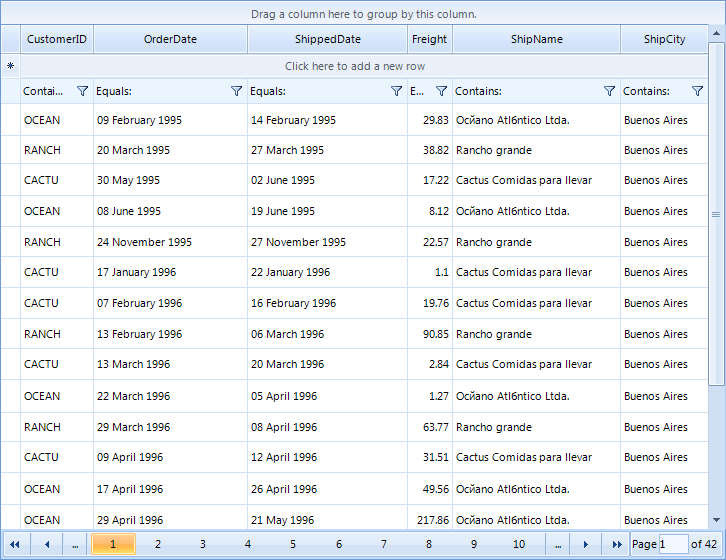 Drag a column here to group by this column.
CustomerID OrderDate ShippedDate Freight ShipName ShipCity
* Click here to add a new row
Contai... Equals: Equals: E... Contains: Contains:
OCEAN 09 February 1995 14 February 1995 29.83 Ocйano Atl6ntico Ltda. Buenos Aires
RANCH 20 March 1995 27 March 1995 38.82 Rancho grande Buenos Aires
CACTU 30 May 1995 02 June 1995 17.22 Cactus Comidas para llevar Buenos Aires
OCEAN 08 June 1995 19 June 1995 8.12 Ocйano Atl6ntico Ltda. Buenos Aires
RANCH 24 November 1995 27 November 1995 22.57 Rancho grande Buenos Aires
CACTU 17 January 1996 22 January 1996 1.1 Cactus Comidas para llevar Buenos Aires
CACTU 07 February 1996 16 February 1996 19.76 Cactus Comidas para llevar Buenos Aires
RANCH 13 February 1996 06 March 1996 90.85 Rancho grande Buenos Aires
CACTU 13 March 1996 20 March 1996 2.84 Cactus Comidas para llevar Buenos Aires
OCEAN 22 March 1996 05 April 1996 1.27 Ocйano Atl6ntico Ltda. Buenos Aires
RANCH 29 March 1996 08 April 1996 63.77 Rancho grande Buenos Aires
CACTU 09 April 1996 12 April 1996 31.51 Cactus Comidas para llevar Buenos Aires
OCEAN 17 April 1996 26 April 1996 49.56 Ocйano Atl6ntico Ltda. Buenos Aires
OCEAN 29 April 1996 21 May 1996 217.86 Ocйano Atl6ntico Ltda. Buenos Aires
... 1 2 3 4 5 6 7 8 9 10 ... Page 1 of 42